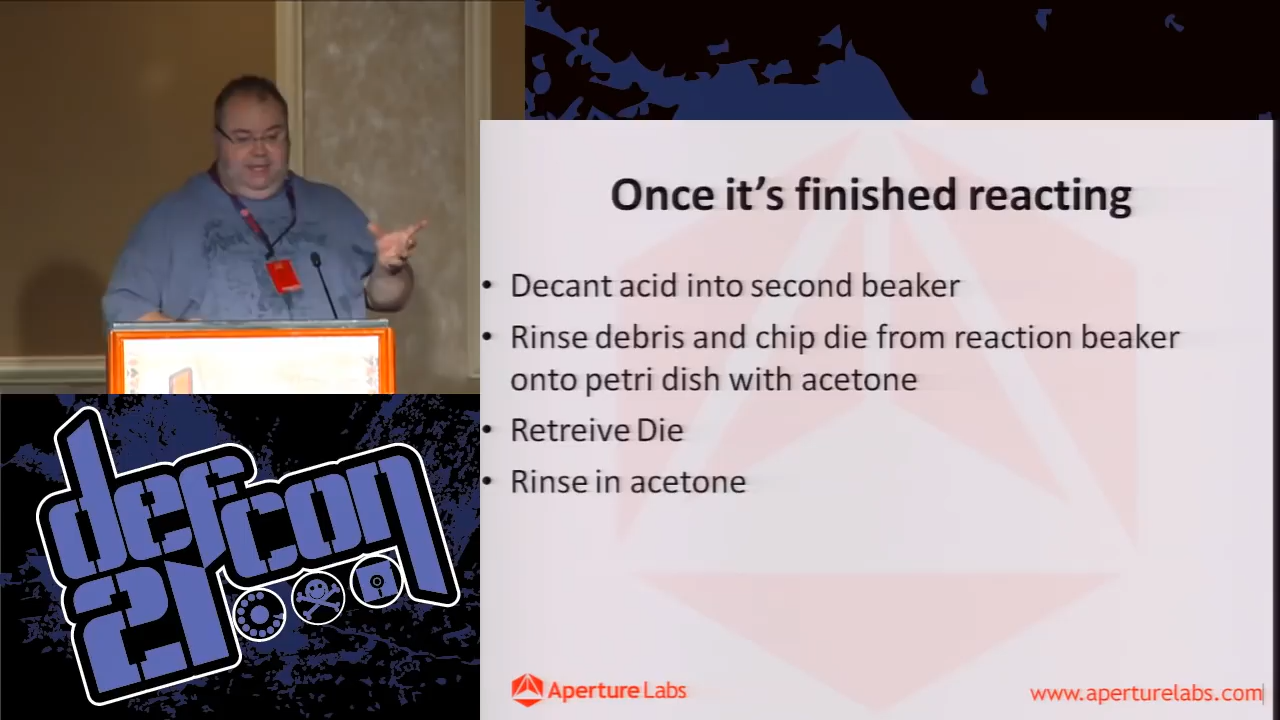 Once it's finished reacting
• Decant acid into second beaker
• Rinse debris and chip die from reaction beaker
onto petri dish with acetone
• Retreive Die
• Rinse in acetone
Aperture Labs
www.aperturelabs.com
defcon
21